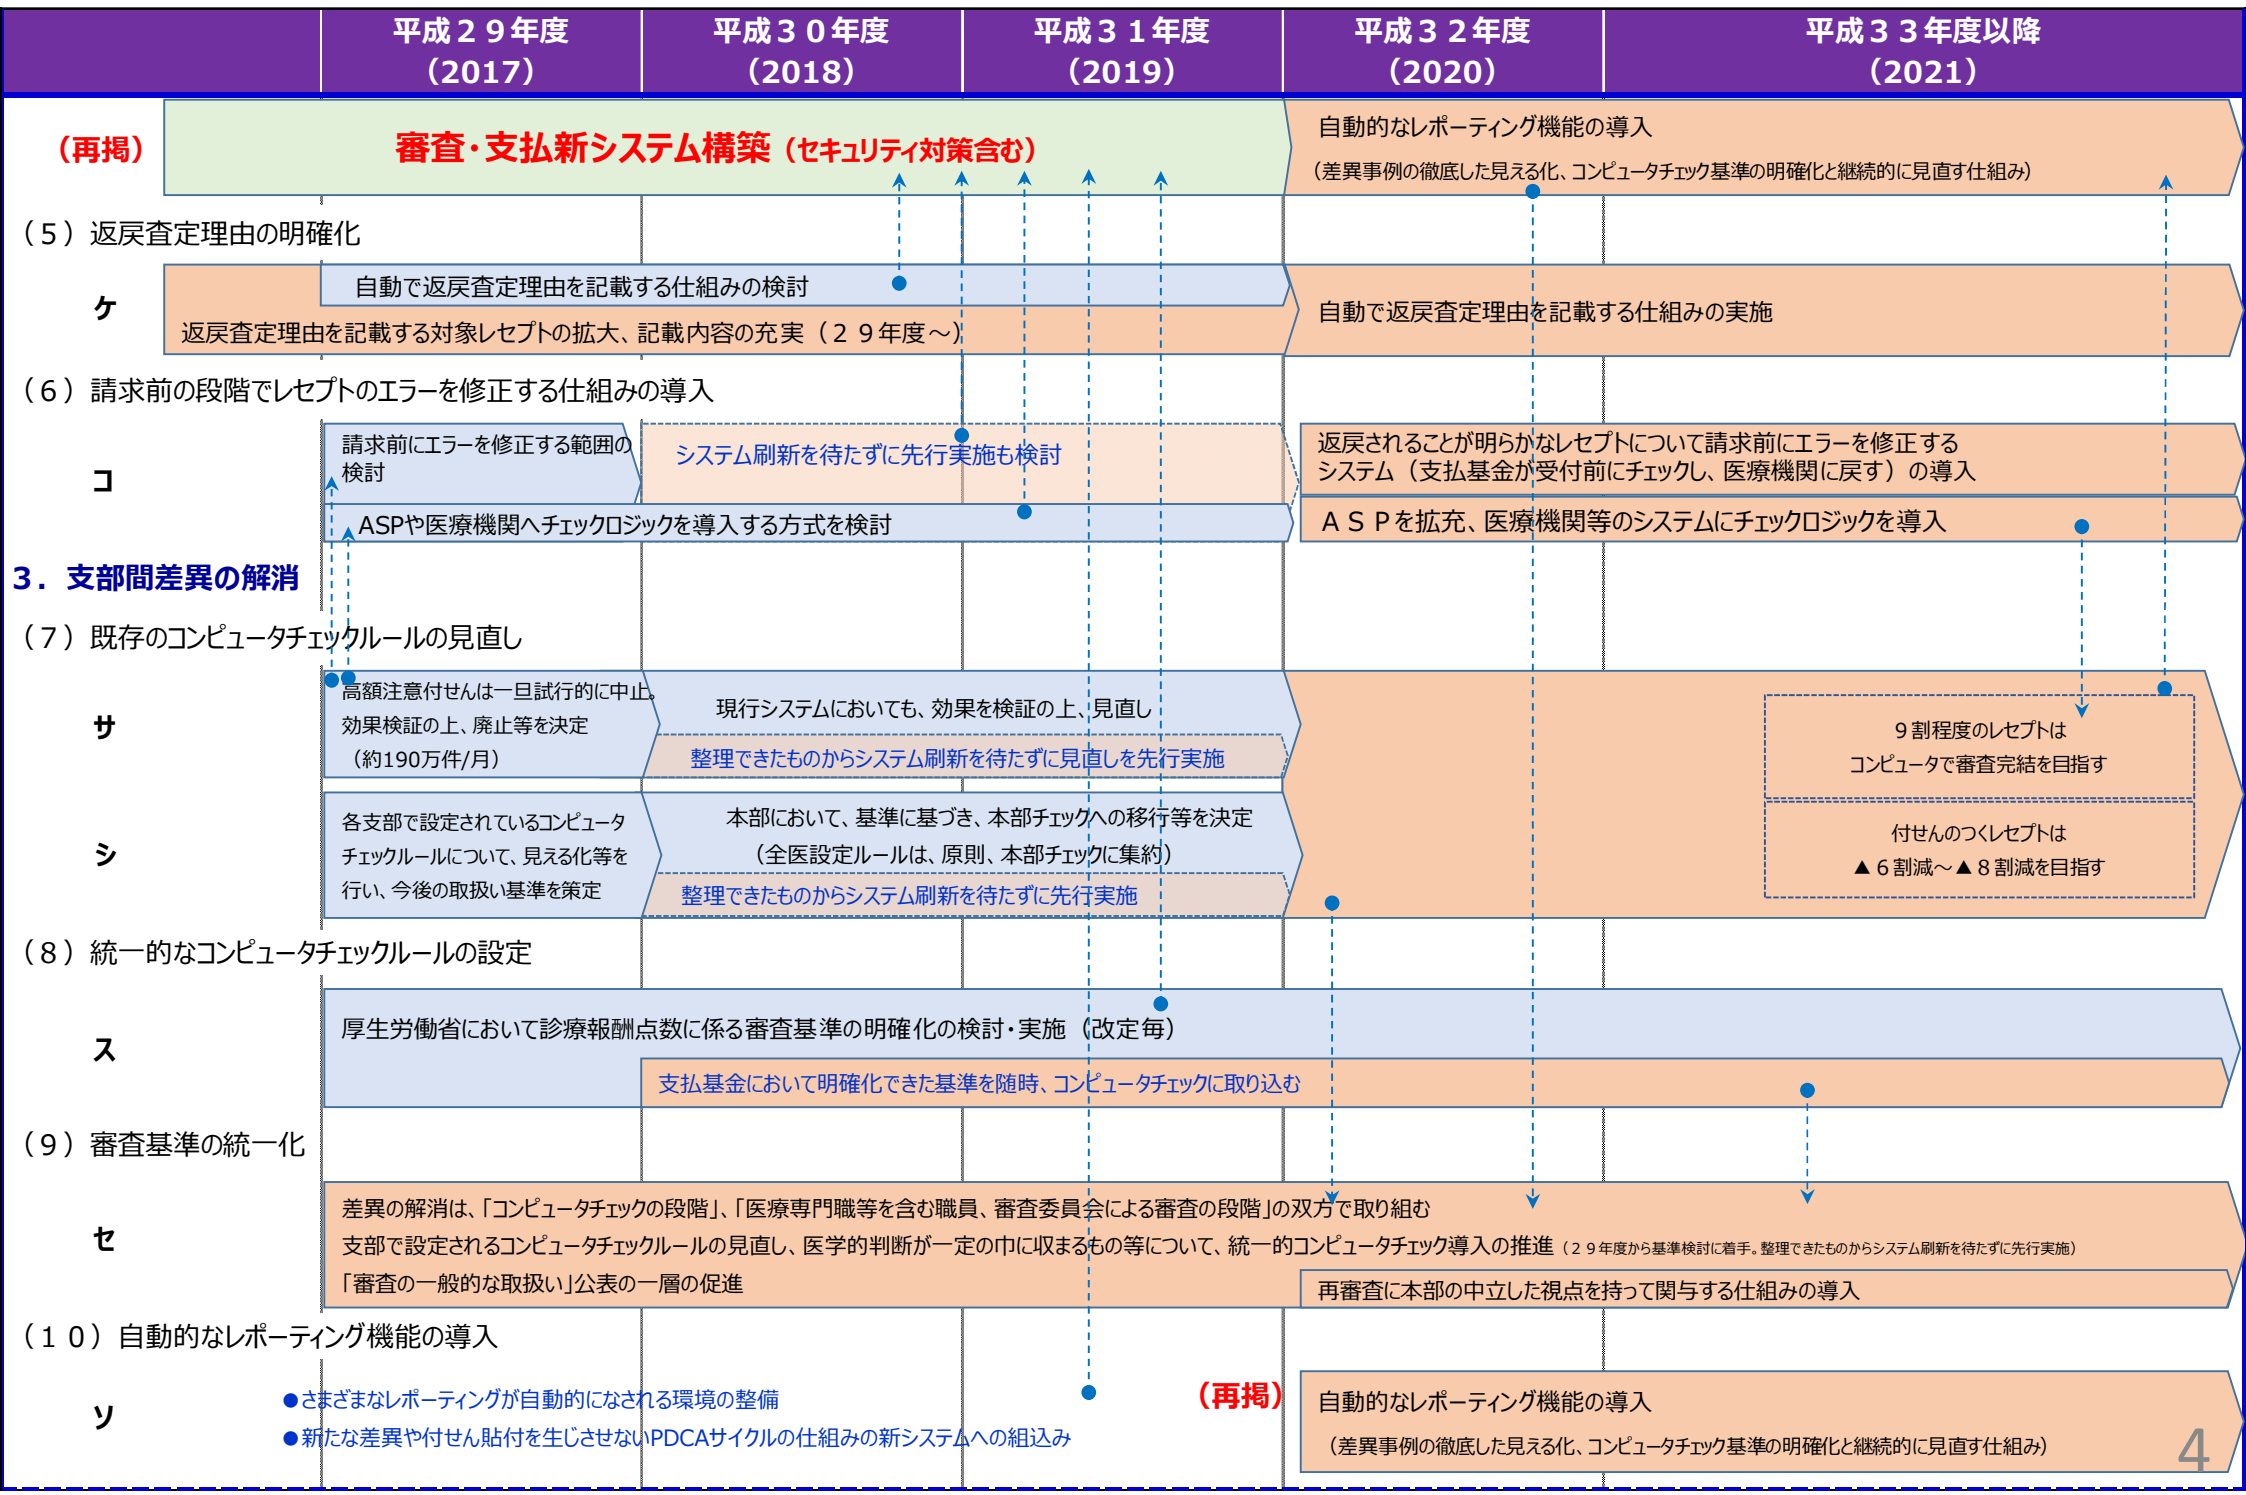 平成２９年度
（2017）
平成３０年度
（2018）
平成３１年度
（2019）
平成３２年度
（2020）
平成３３年度以降
（2021）
（再掲）
審査・支払新システム構築（セキュリティ対策含む）
自動的なレポーティング機能の導入
（差異事例の徹底した見える化、コンピュータチェック基準の明確化と継続的に見直す仕組み）
（５）返戻査定理由の明確化
ケ
自動で返戻査定理由を記載する仕組みの検討
返戻査定理由を記載する対象レセプトの拡大、記載内容の充実（２９年度～）
自動で返戻査定理由を記載する仕組みの実施
（６）請求前の段階でレセプトのエラーを修正する仕組みの導入
コ
請求前にエラーを修正する範囲の
検討
システム刷新を待たずに先行実施も検討
ASPや医療機関へチェックロジックを導入する方式を検討
返戻されることが明らかなレセプトについて請求前にエラーを修正する
システム（支払基金が受付前にチェックし、医療機関に戻す）の導入
ＡＳＰを拡充、医療機関等のシステムにチェックロジックを導入
３．支部間差異の解消
（７）既存のコンピュータチェックルールの見直し
サ
高額注意付せんは一旦試行的に中止。
効果検証の上、廃止等を決定
（約190万件/月）
現行システムにおいても、効果を検証の上、見直し
整理できたものからシステム刷新を待たずに見直しを先行実施
９割程度のレセプトは
コンピュータで審査完結を目指す
シ
各支部で設定されているコンピュータ
チェックルールについて、見える化等を
行い、今後の取扱い基準を策定
本部において、基準に基づき、本部チェックへの移行等を決定
（全医設定ルールは、原則、本部チェックに集約）
整理できたものからシステム刷新を待たずに先行実施
付せんのつくレセプトは
▲６割減～▲８割減を目指す
（８）統一的なコンピュータチェックルールの設定
ス
厚生労働省において診療報酬点数に係る審査基準の明確化の検討・実施（改定毎）
支払基金において明確化できた基準を随時、コンピュータチェックに取り込む
（９）審査基準の統一化
セ
差異の解消は、「コンピュータチェックの段階」、「医療専門職等を含む職員、審査委員会による審査の段階」の双方で取り組む
支部で設定されるコンピュータチェックルールの見直し、医学的判断が一定の巾に収まるもの等について、統一的コンピュータチェック導入の推進（２９年度から基準検討に着手。整理できたものからシステム刷新を待たずに先行実施）
「審査の一般的な取扱い」公表の一層の促進
再審査に本部の中立した視点を持って関与する仕組みの導入
（１０）自動的なレポーティング機能の導入
ソ
●さまざまなレポーティングが自動的になされる環境の整備
●新たな差異や付せん貼付を生じさせないPDCAサイクルの仕組みの新システムへの組込み
（再掲）
自動的なレポーティング機能の導入
（差異事例の徹底した見える化、コンピュータチェック基準の明確化と継続的に見直す仕組み）
4